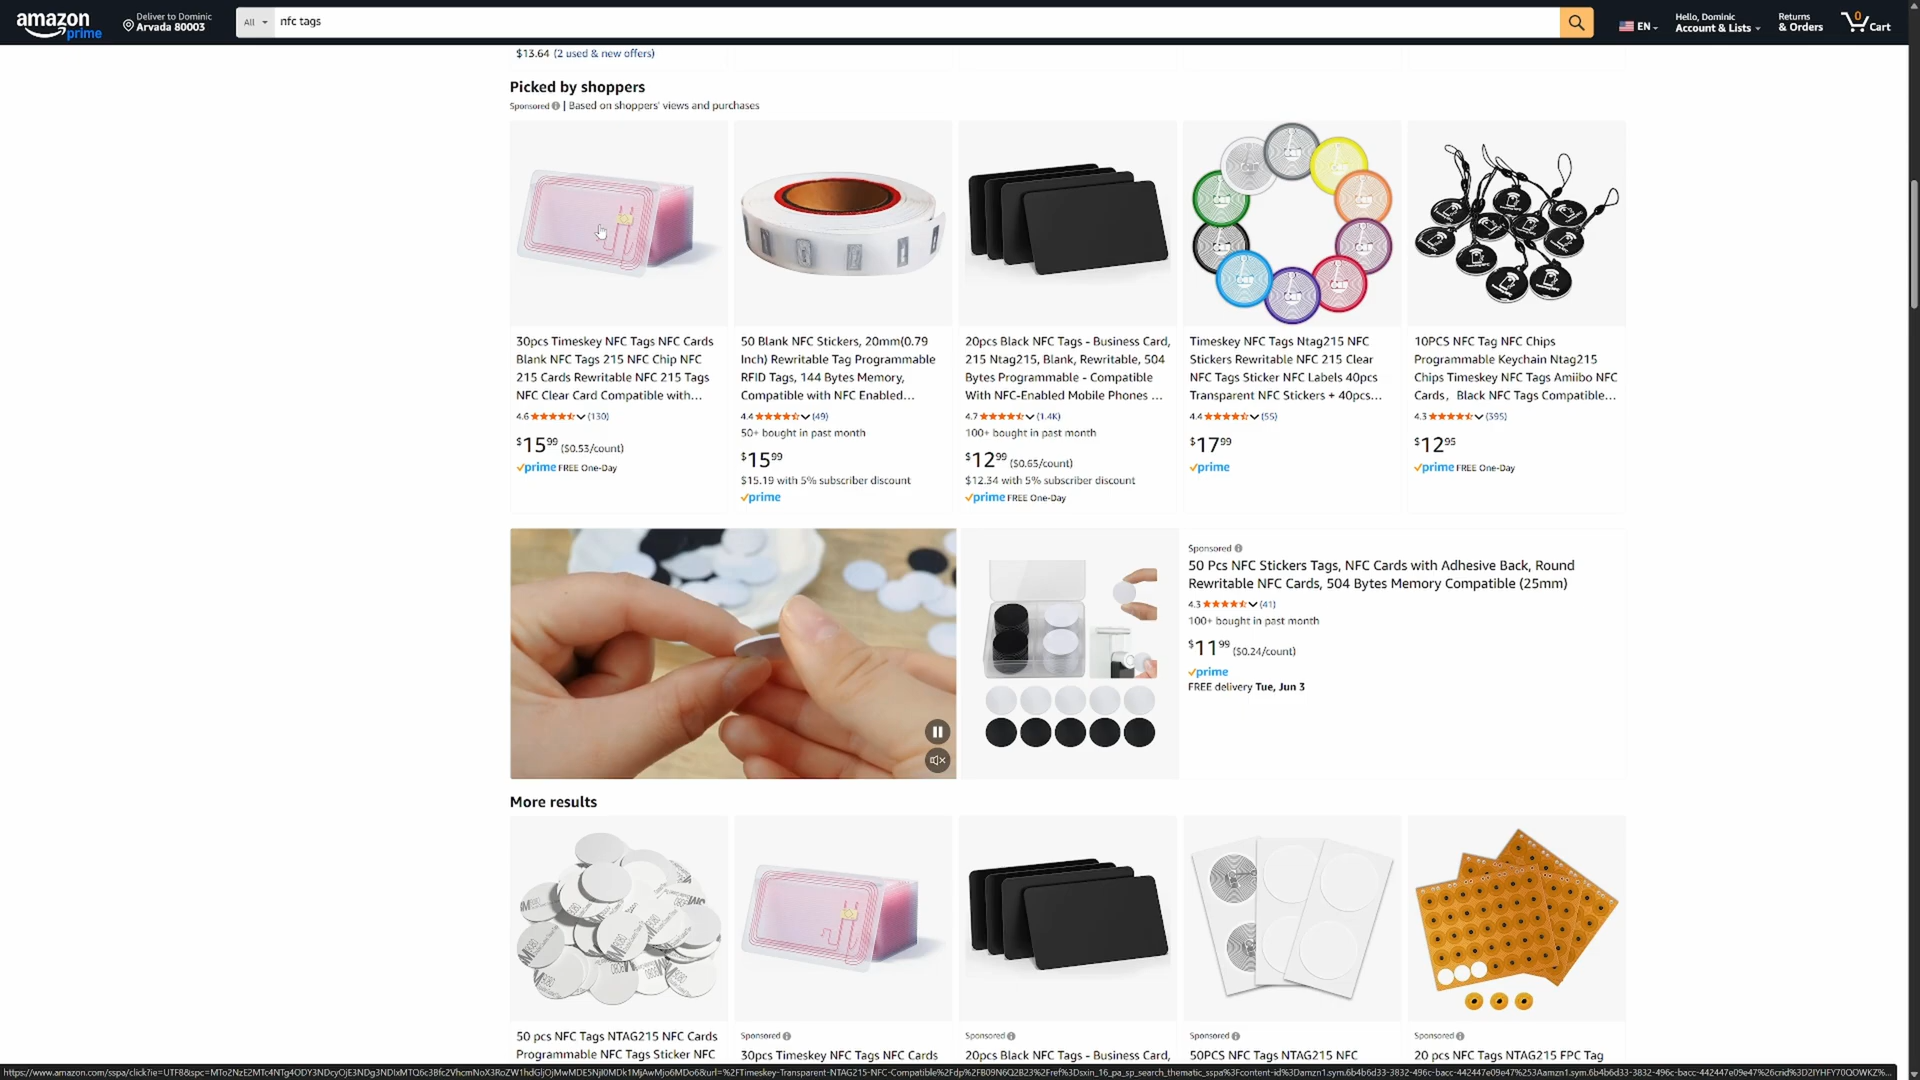 amazon
prime
Deliver to Dominic
Arvada 80003
All
nfc tags
EN
Hello, Dominic
Account & Lists
Returns
& Orders
0
Cart
$13.64 (2 used & new offers)
Picked by shoppers
Sponsored | Based on shoppers' views and purchases
30pcs Timeskey NFC Tags NFC Cards
Blank NFC Tags 215 NFC Chip NFC
215 Cards Rewritable NFC 215 Tags
NFC Clear Card Compatible with...
4.6 (130)
$15.99 ($0.53/count)
prime FREE One-Day
50 Blank NFC Stickers, 20mm(0.79
Inch) Rewritable Tag Programmable
RFID Tags, 144 Bytes Memory,
Compatible with NFC Enabled...
4.4 (49)
50+ bought in past month
$15.99
$15.19 with 5% subscriber discount
prime
20pcs Black NFC Tags - Business Card,
215 Ntag215, Blank, Rewritable, 504
Bytes Programmable - Compatible
With NFC-Enabled Mobile Phones ...
4.7 (1.4K)
100+ bought in past month
$12.99 ($0.65/count)
$12.34 with 5% subscriber discount
prime FREE One-Day
Timeskey NFC Tags Ntag215 NFC
Stickers Rewritable NFC 215 Clear
NFC Tags Sticker NFC Labels 40pcs
Transparent NFC Stickers + 40pcs...
4.4 (55)
$17.99
prime
10PCS NFC Tag NFC Chips
Programmable Keychain Ntag215
Chips Timeskey NFC Tags Amiibo NFC
Cards, Black NFC Tags Compatible...
4.3 (395)
$12.95
prime FREE One-Day
Sponsored
50 Pcs NFC Stickers Tags, NFC Cards with Adhesive Back, Round
Rewritable NFC Cards, 504 Bytes Memory Compatible (25mm)
4.3 (41)
100+ bought in past month
$11.99 ($0.24/count)
prime
FREE delivery Tue, Jun 3
More results
50 pcs NFC Tags NTAG215 NFC Cards
Programmable NFC Tags Sticker NFC
Sponsored
30pcs Timeskey NFC Tags NFC Cards
Sponsored
20pcs Black NFC Tags - Business Card,
Sponsored
50PCS NFC Tags NTAG215 NFC
Sponsored
20 pcs NFC Tags NTAG215 FPC Tag